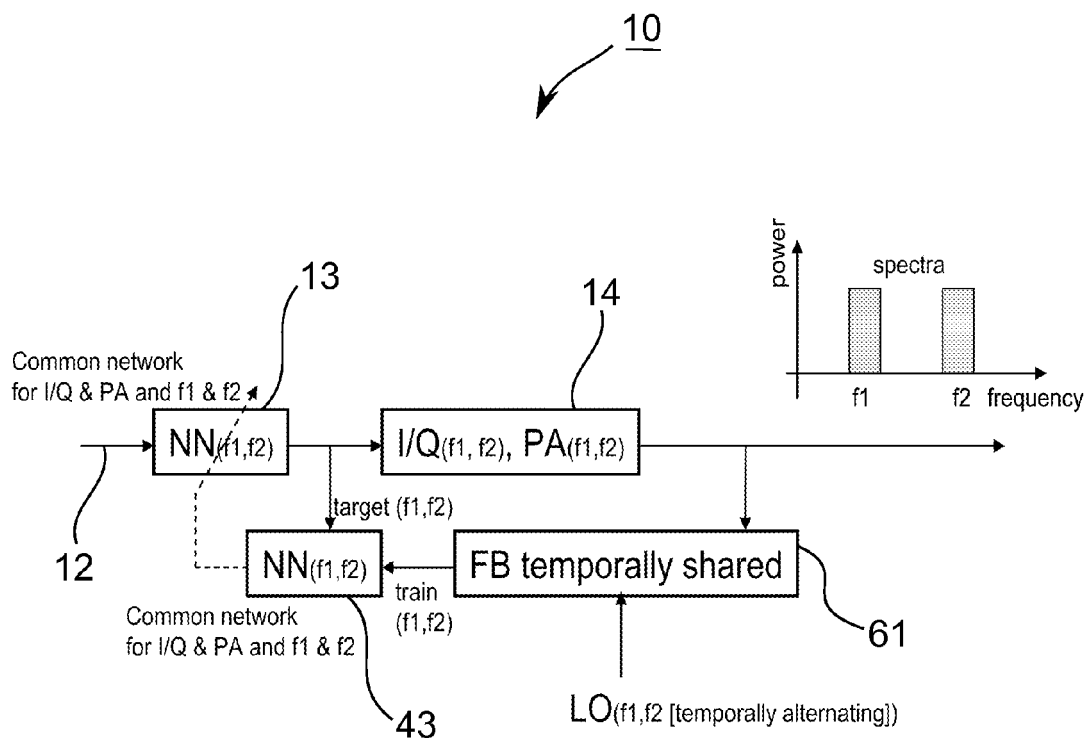 10
power
spectra
f1
f2
frequency
13
14
Common network
for I/Q & PA and f1 & f2
NN(f1,f2)
I/Q(f1, f2), PA(f1,f2)
12
target (f1,f2)
NN(f1,f2)
train
(f1,f2)
FB temporally shared
61
Common network
for I/Q & PA and f1 & f2
43
LO(f1,f2 [temporally alternating])